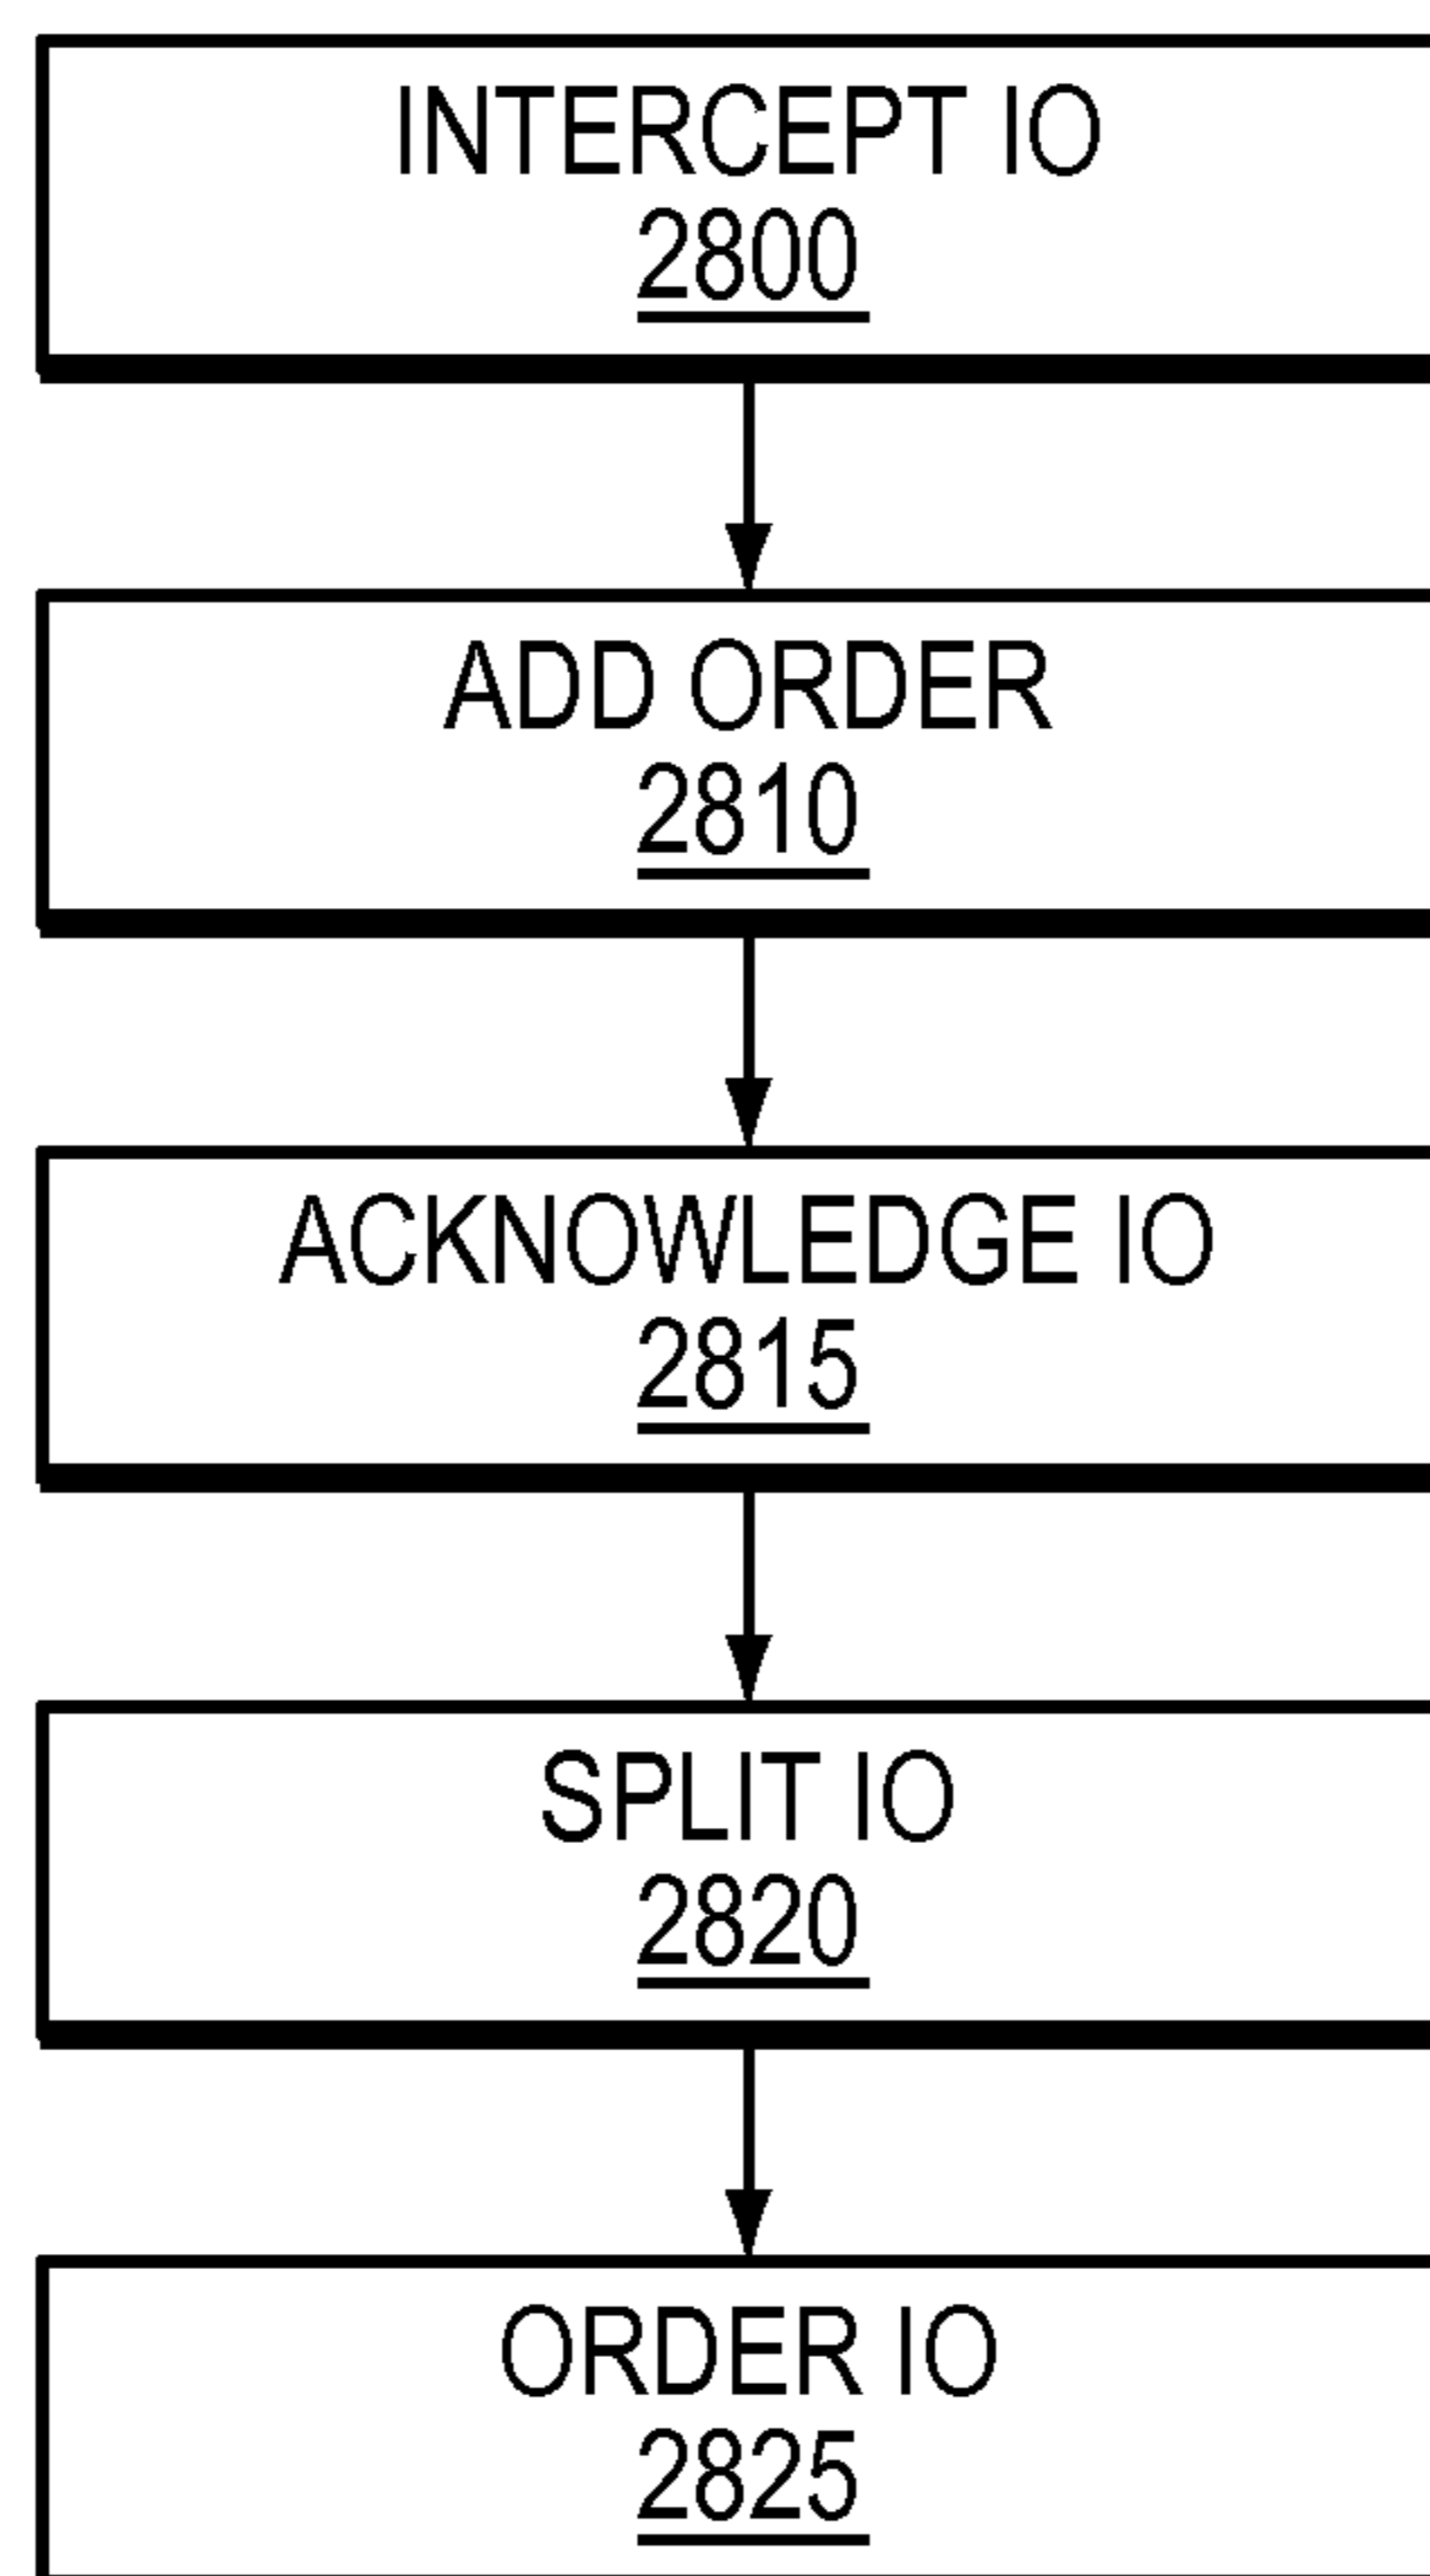 INTERCEPT IO
2800
ADD ORDER
2810
ACKNOWLEDGE IO
2815
SPLIT IO
2820
ORDER IO
2825